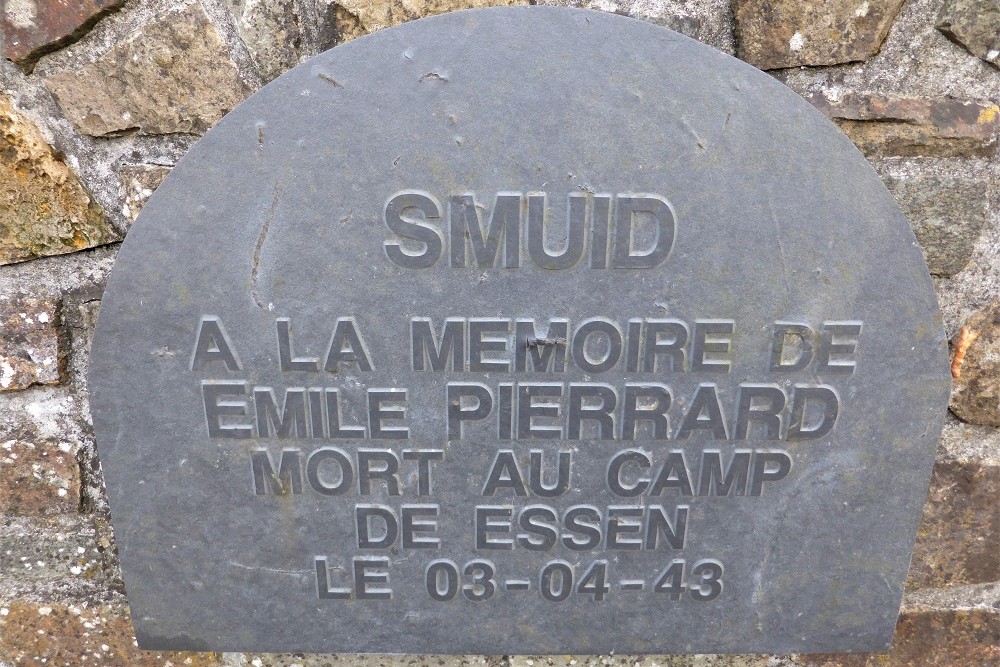 SMUID
A LA MEMOIRE DE
EMILE PIERRARD
MORT AU CAMP
DE ESSEN
LE 03-04-43